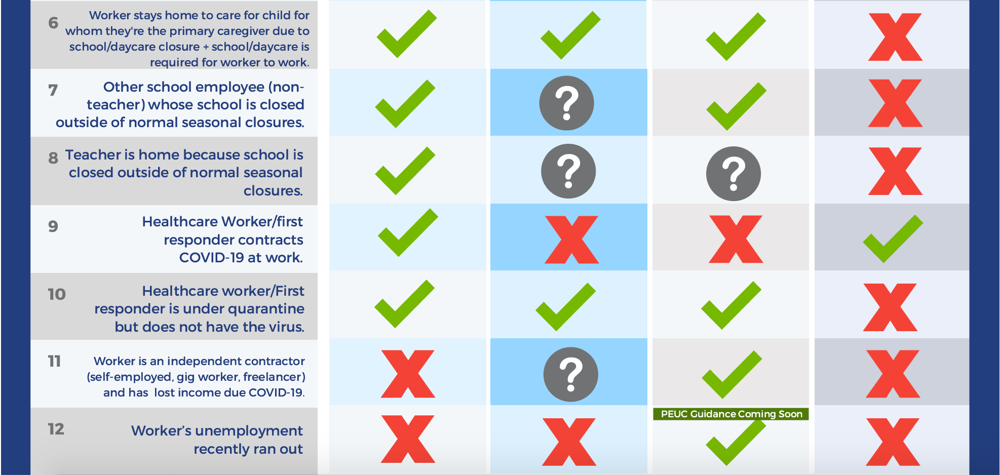 6
Worker stays home to care for child for
whom they're the primary caregiver due to
school/daycare closure + school/daycare is
required for worker to work.
7
Other school employee (non-
teacher) whose school is closed
outside of normal seasonal closures.
?
8
Teacher is home because school is
closed outside of normal seasonal
closures.
?
?
9
Healthcare Worker/first
responder contracts
COVID-19 at work.
10
Healthcare worker/First
responder is under quarantine
but does not have the virus.
11
Worker is an independent contractor
(self-employed, gig worker, freelancer)
and has  lost income due COVID-19.
?
12
Worker’s unemployment
recently ran out
PEUC Guidance Coming Soon